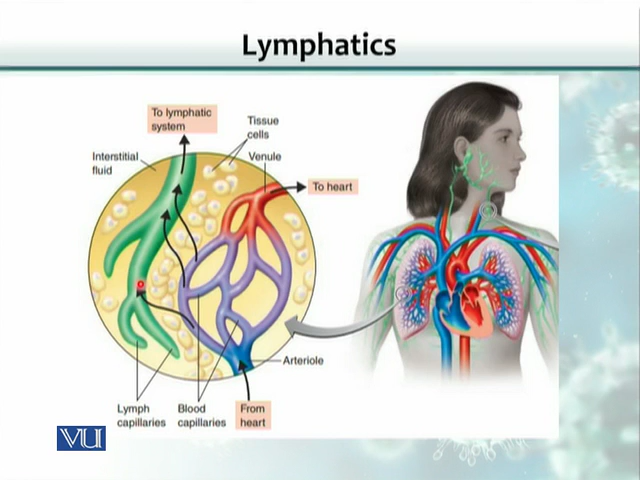 Lymphatics
To lymphatic
system
Tissue
cells
Interstitial
fluid
Venule
To heart
Arteriole
Lymph
capillaries
Blood
capillaries
From
heart
VU